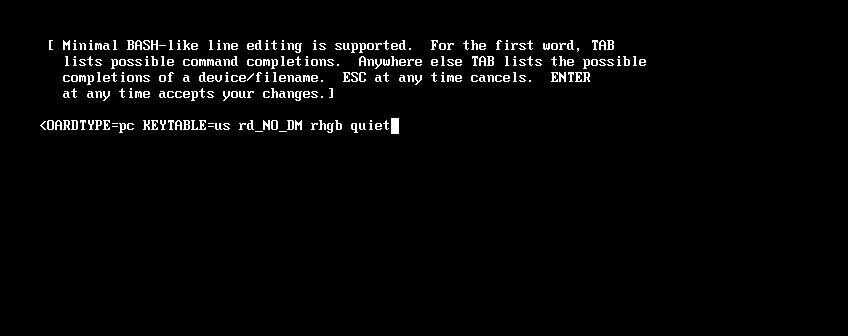 [ Minimal BASH-like line editing is supported.  For the first word, TAB
lists possible command completions.  Anywhere else TAB lists the possible
completions of a device/filename.  ESC at any time cancels.  ENTER
at any time accepts your changes.]
<OARDTYPE=pc KEYTABLE=us rd_NO_DM rhgb quiet